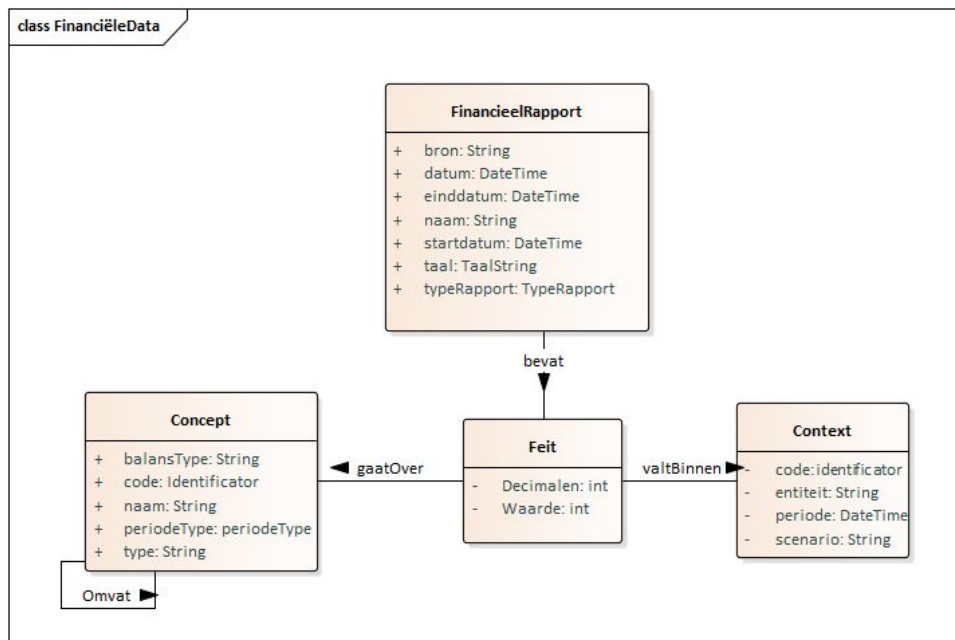 class FinanciëleData
FinancieelRapport
+ bron: String
+ datum: DateTime
+ einddatum: DateTime
+ naam: String
+ startdatum: DateTime
+ taal: TaalString
+ typeRapport: TypeRapport
bevat
Concept
+ balansType: String
+ code: Identificator
+ naam: String
+ periodeType: periodeType
+ type: String
Omvat
gaatOver
Feit
- Decimalen: int
- Waarde: int
valtBinnen
Context
- code:identificator
- entiteit: String
- periode: DateTime
- scenario: String